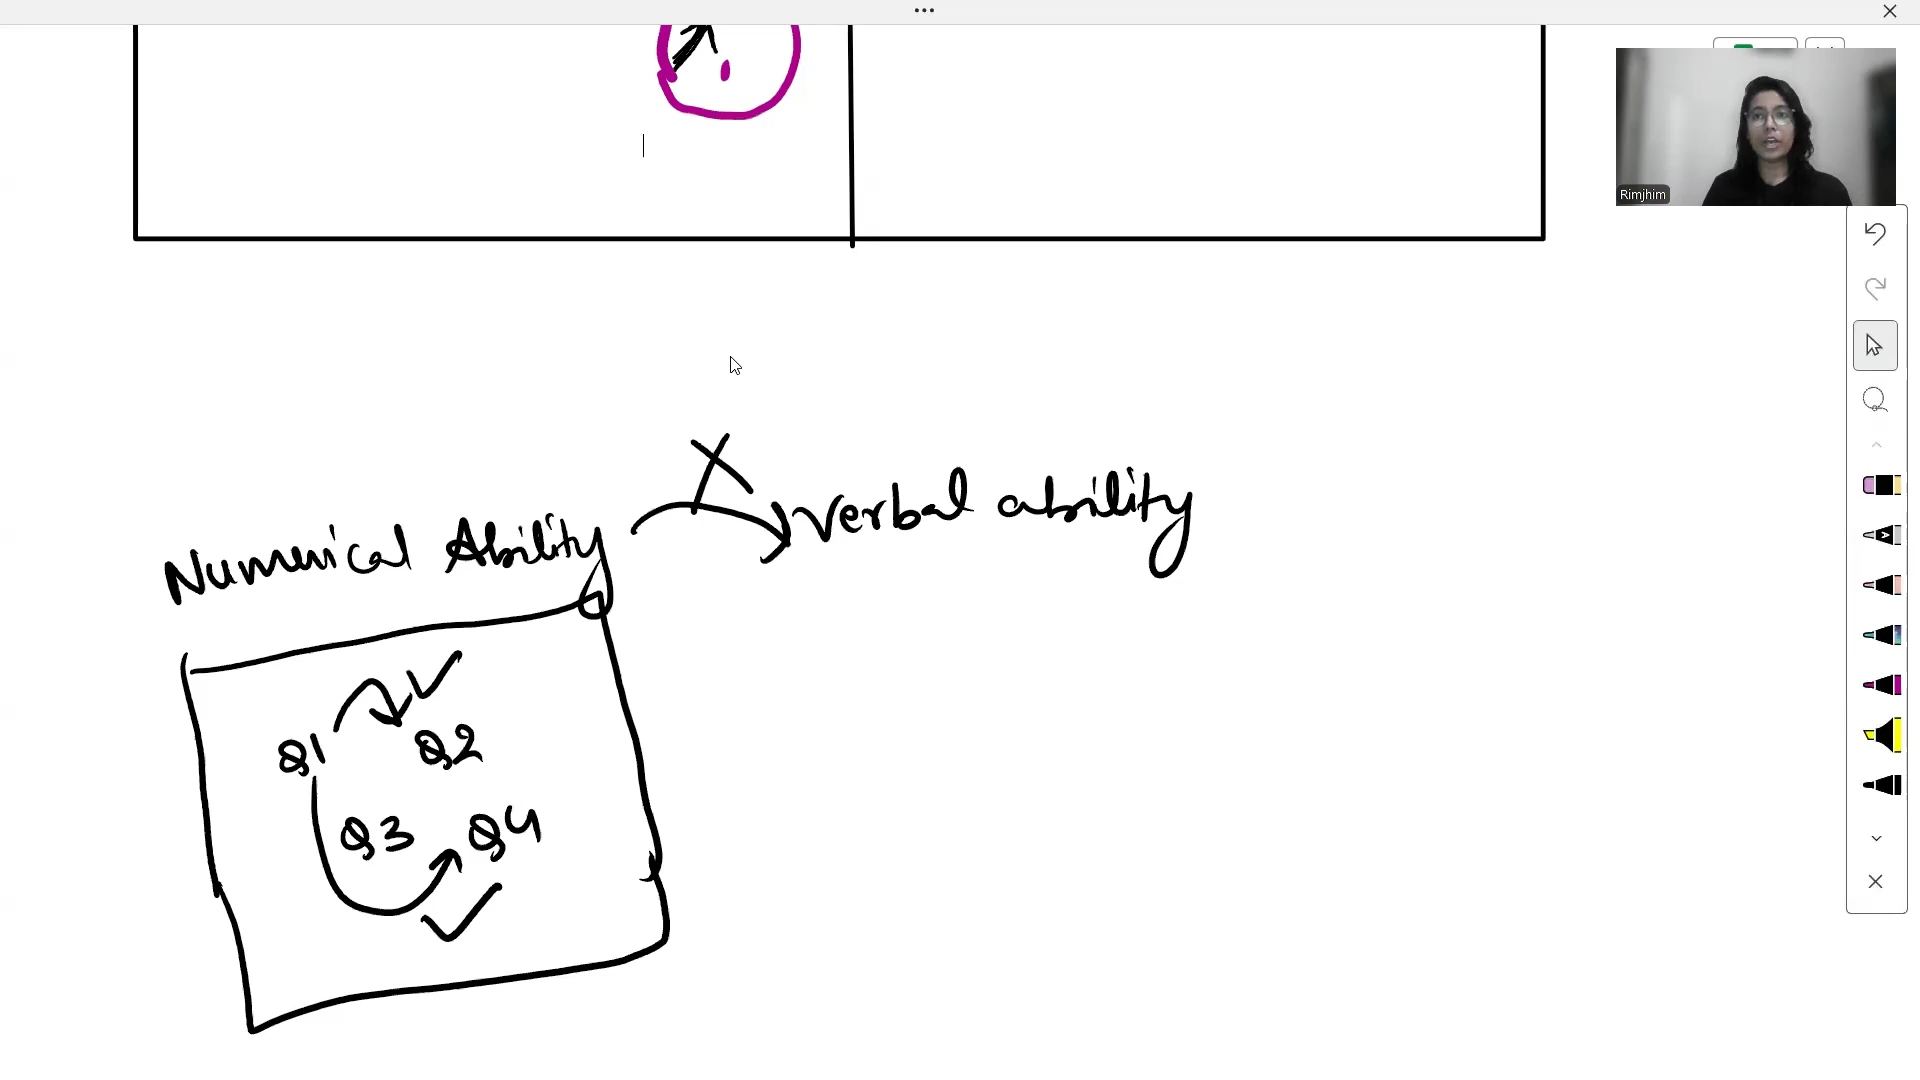 Rimjhim
Numerical Ability
Verbal ability
Q1 Q2
Q3 Q4